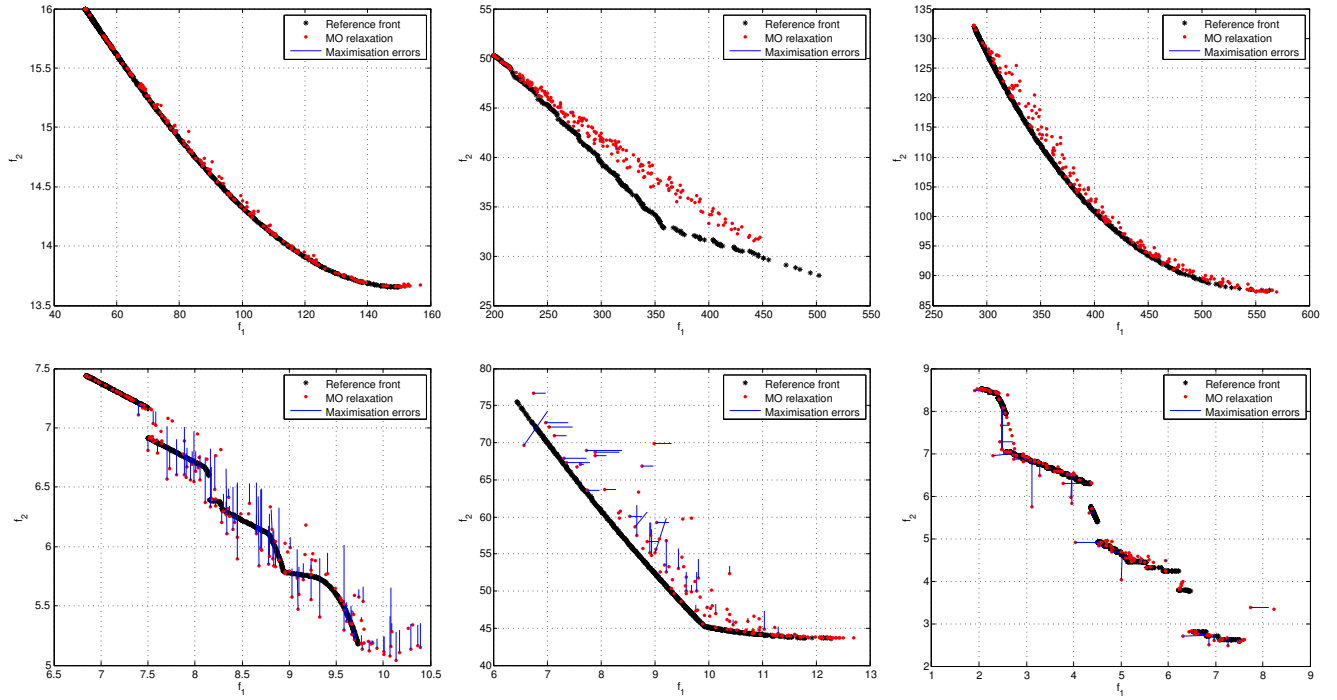 16
15.5
15
14.5
14
13.5
f2
40 60 80 100 120 140 160
f1
Reference front
MO relaxation
Maximisation errors
55
50
45
40
35
30
25
f2
200 250 300 350 400 450 500 550
f1
Reference front
MO relaxation
Maximisation errors
135
130
125
120
115
110
105
100
95
90
85
f2
250 300 350 400 450 500 550 600
f1
Reference front
MO relaxation
Maximisation errors
7.5
7
6.5
6
5.5
5
f2
6.5 7 7.5 8 8.5 9 9.5 10 10.5
f1
Reference front
MO relaxation
Maximisation errors
80
75
70
65
60
55
50
45
40
f2
6 7 8 9 10 11 12 13
f1
Reference front
MO relaxation
Maximisation errors
9
8
7
6
5
4
3
2
f2
1 2 3 4 5 6 7 8 9
f1
Reference front
MO relaxation
Maximisation errors